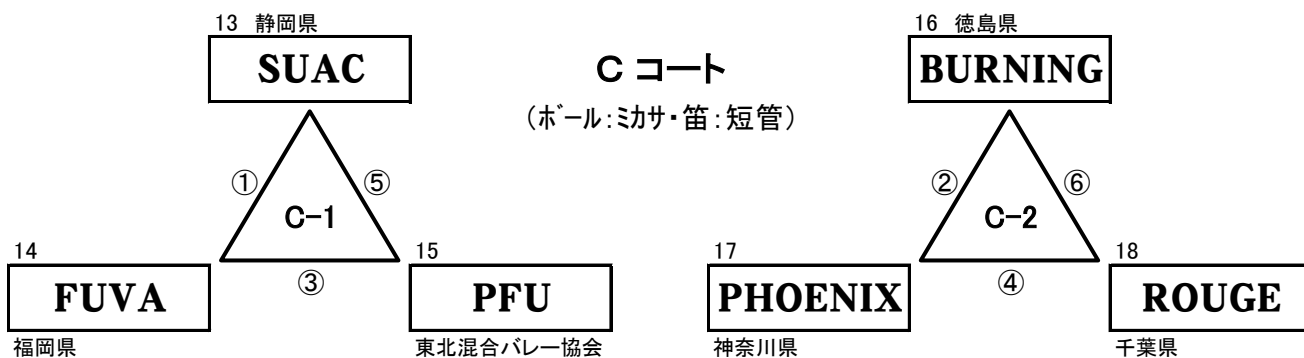 13 静岡県
SUAC
Cコート
(ボール:ミカサ・笛:短管)
16 徳島県
BURNING
①
⑤
C-1
14
FUVA
福岡県
③
15
PFU
東北混合バレー協会
②
⑥
C-2
17
PHOENIX
神奈川県
④
18
ROUGE
千葉県